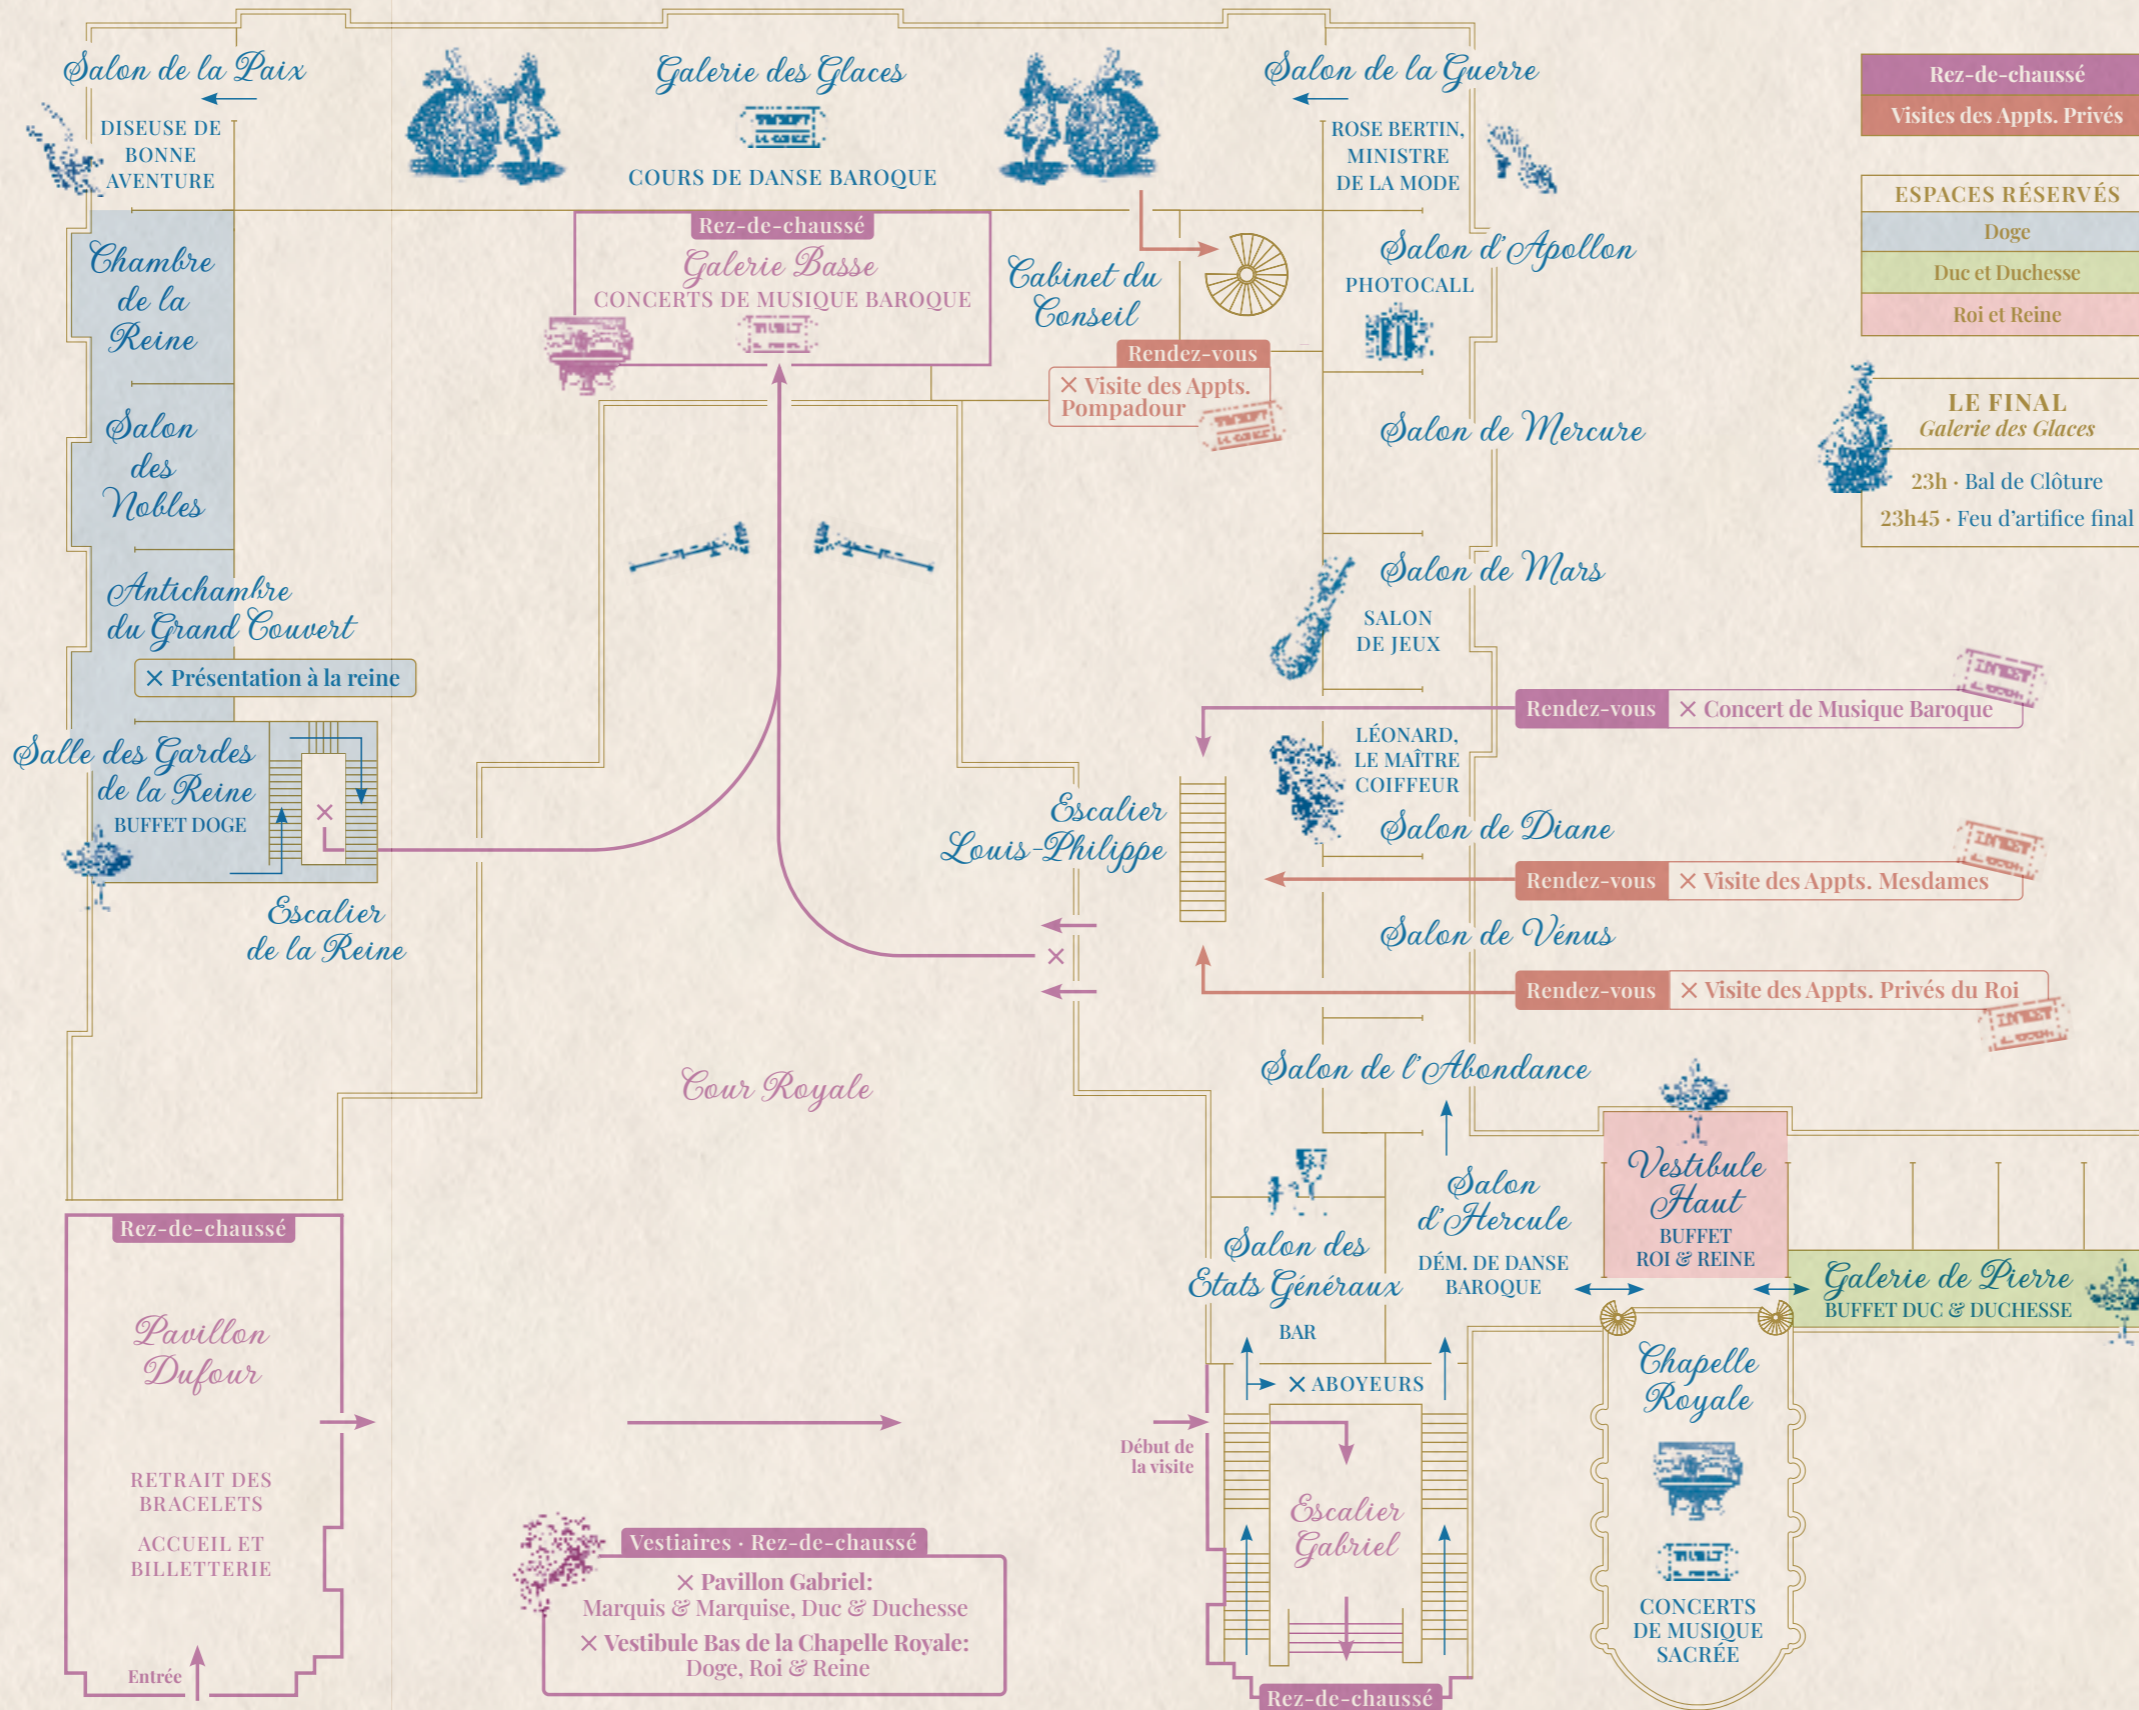 Salon de la Paix
DISEUSE DE
BONNE
AVENTURE
Galerie des Glaces
COURS DE DANSE BAROQUE
Salon de la Guerre
ROSE BERTIN,
MINISTRE
DE LA MODE
Rez-de-chaussé
Visites des Appts. Privés
ESPACES RÉSERVÉS
Doge
Duc et Duchesse
Roi et Reine
LE FINAL
Galerie des Glaces
23h · Bal de Clôture
23h45 · Feu d'artifice final
Chambre
de la
Reine
Rez-de-chaussé
Galerie Basse
CONCERTS DE MUSIQUE BAROQUE
Cabinet du
Conseil
Salon d'Apollon
PHOTOCALL
Rendez-vous
× Visite des Appts.
Pompadour
Salon
des
Nobles
Salon de Mercure
Antichambre
du Grand Couvert
× Présentation à la reine
Salon de Mars
SALON
DE JEUX
Rendez-vous × Concert de Musique Baroque
Salle des Gardes
de la Reine
BUFFET DOGE
LÉONARD,
LE MAÎTRE
COIFFEUR
Escalier
Louis-Philippe
Salon de Diane
Rendez-vous × Visite des Appts. Mesdames
Escalier
de la Reine
Salon de Vénus
Rendez-vous × Visite des Appts. Privés du Roi
Cour Royale
Salon de l'Abondance
Salon
d'Hercule
DÉM. DE DANSE
BAROQUE
Vestibule
Haut
BUFFET
ROI & REINE
Salon des
Etats Généraux
BAR
Galerie de Pierre
BUFFET DUC & DUCHESSE
Rez-de-chaussé
Pavillon
Dufour
RETRAIT DES
BRACELETS
ACCUEIL ET
BILLETTERIE
Entrée
× ABOYEURS
Début de
la visite
Escalier
Gabriel
Rez-de-chaussé
Chapelle
Royale
CONCERTS
DE MUSIQUE
SACRÉE
Vestiaires · Rez-de-chaussé
× Pavillon Gabriel:
Marquis & Marquise, Duc & Duchesse
× Vestibule Bas de la Chapelle Royale:
Doge, Roi & Reine